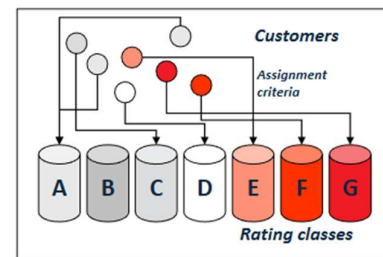 Customers
Assignment
criteria
A B C D E F G
Rating classes